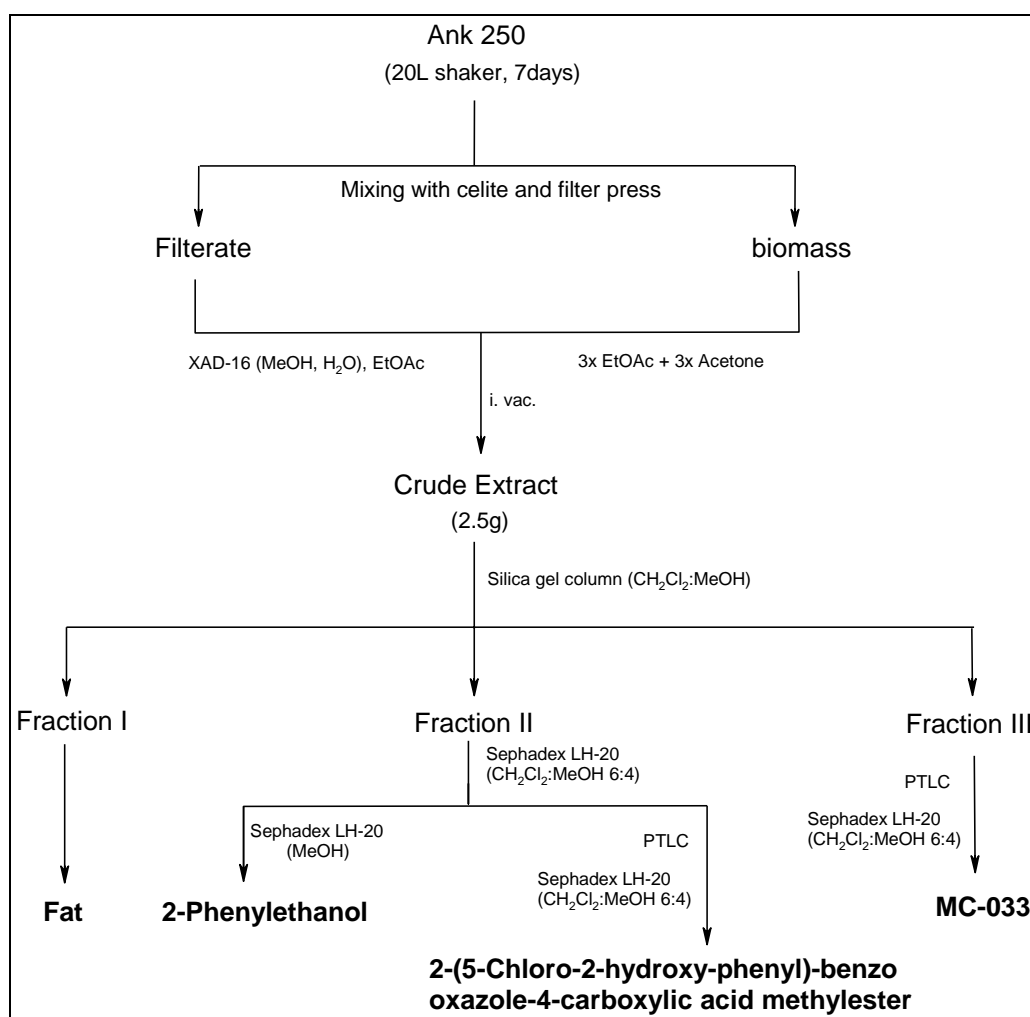 Ank 250
(20L shaker, 7days)
Mixing with celite and filter press
Filterate
biomass
XAD-16 (MeOH, H₂O), EtOAc
3x EtOAc + 3x Acetone
i. vac.
Crude Extract
(2.5g)
Silica gel column (CH₂Cl₂:MeOH)
Fraction I
Fraction II
Fraction III
Sephadex LH-20
(CH₂Cl₂:MeOH 6:4)
PTLC
Sephadex LH-20
(CH₂Cl₂:MeOH 6:4)
Sephadex LH-20
(MeOH)
PTLC
Sephadex LH-20
(CH₂Cl₂:MeOH 6:4)
Fat
2-Phenylethanol
MC-033
2-(5-Chloro-2-hydroxy-phenyl)-benzo
oxazole-4-carboxylic acid methylester